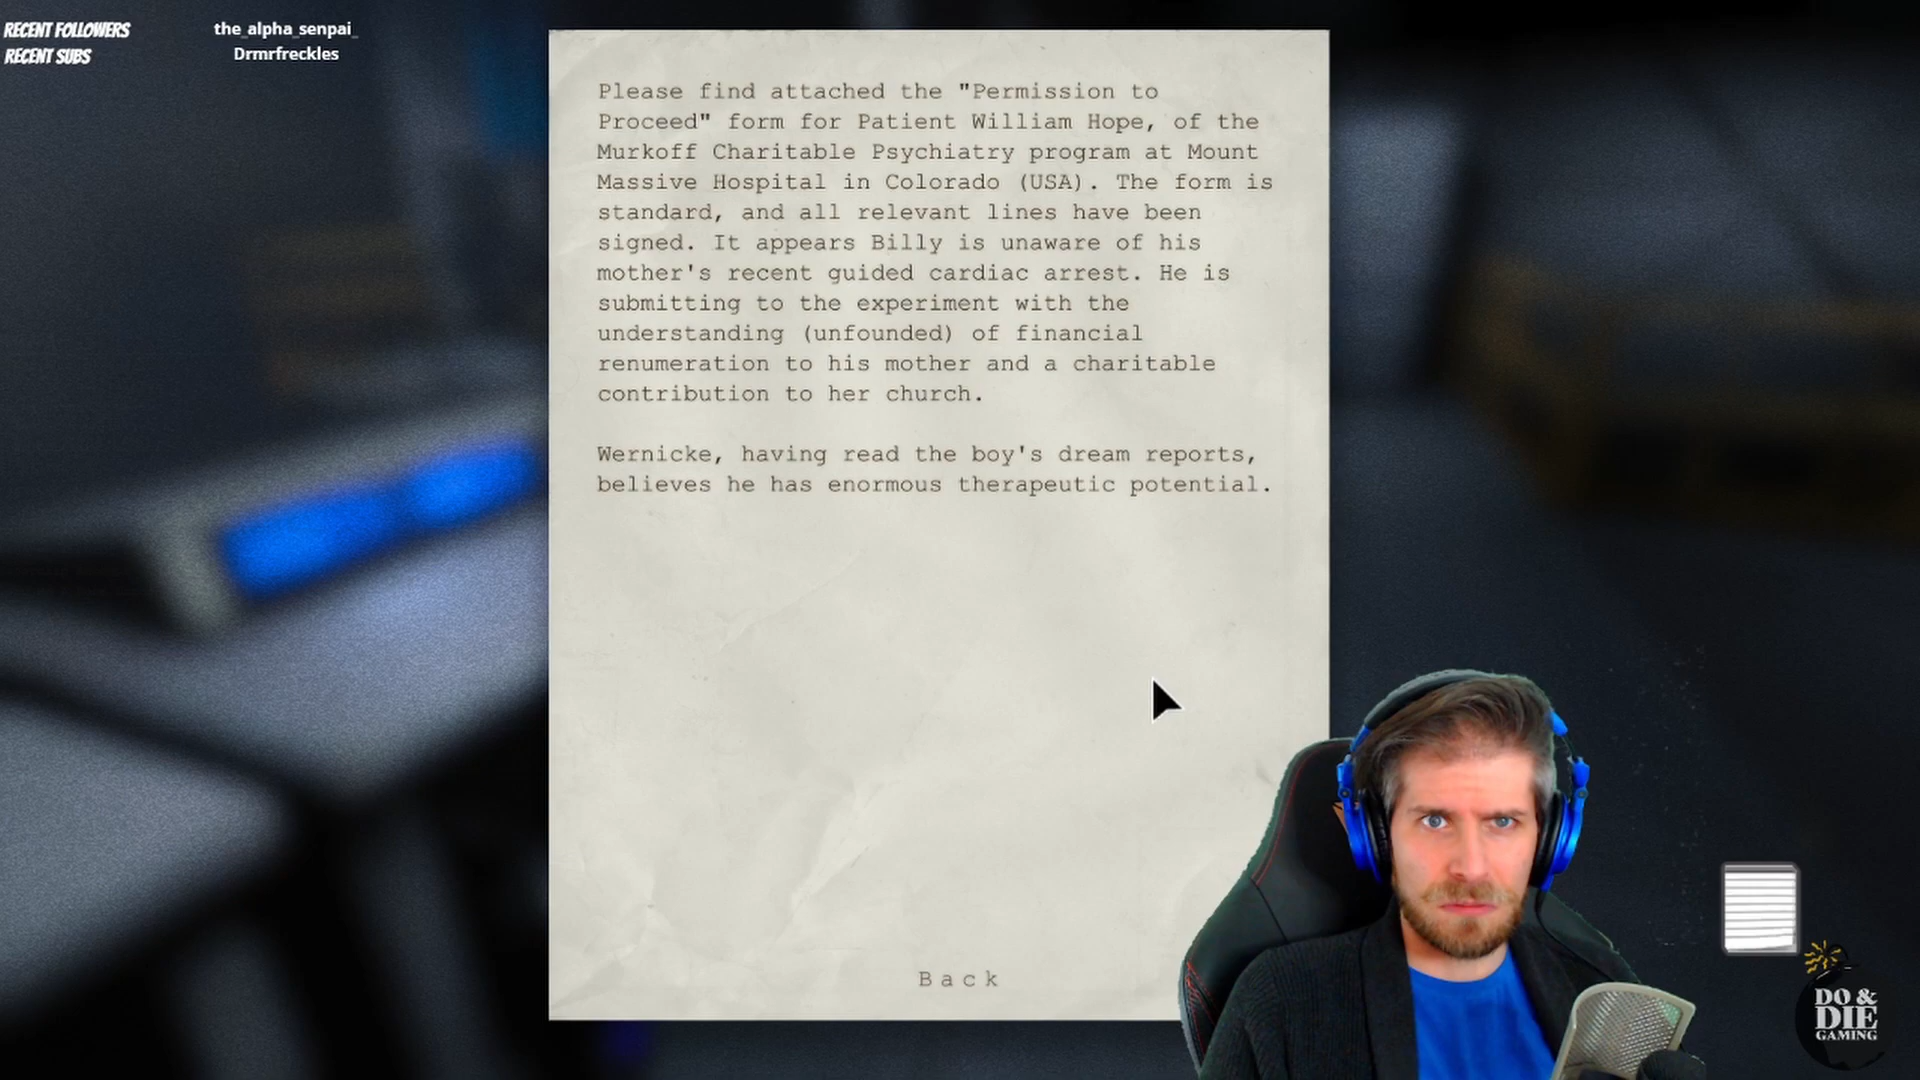 RECENT FOLLOWERS
the_alpha_senpai_
RECENT SUBS
Drmrfreckles
Please find attached the "Permission to
Proceed" form for Patient William Hope, of the
Murkoff Charitable Psychiatry program at Mount
Massive Hospital in Colorado (USA). The form is
standard, and all relevant lines have been
signed. It appears Billy is unaware of his
mother's recent guided cardiac arrest. He is
submitting to the experiment with the
understanding (unfounded) of financial
renumeration to his mother and a charitable
contribution to her church.
Wernicke, having read the boy's dream reports,
believes he has enormous therapeutic potential.
Back
DO &
DIE
GAMING